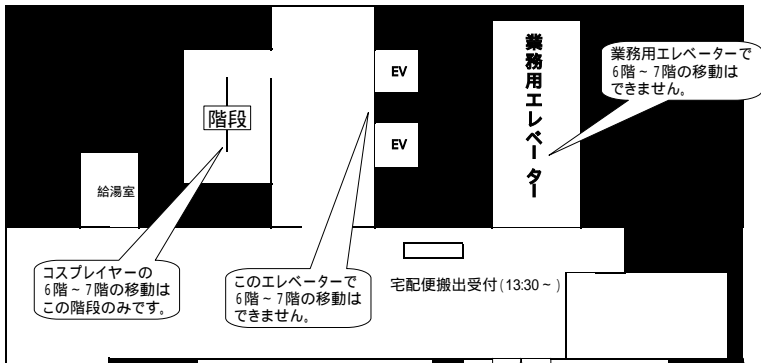 業務用エレベーター
業務用エレベーターで
6階~7階の移動は
できません。
EV
階段
EV
給湯室
コスプレイヤーの
6階~7階の移動は
この階段のみです。
このエレベーターで
6階~7階の移動は
できません。
宅配便搬出受付(13:30~)